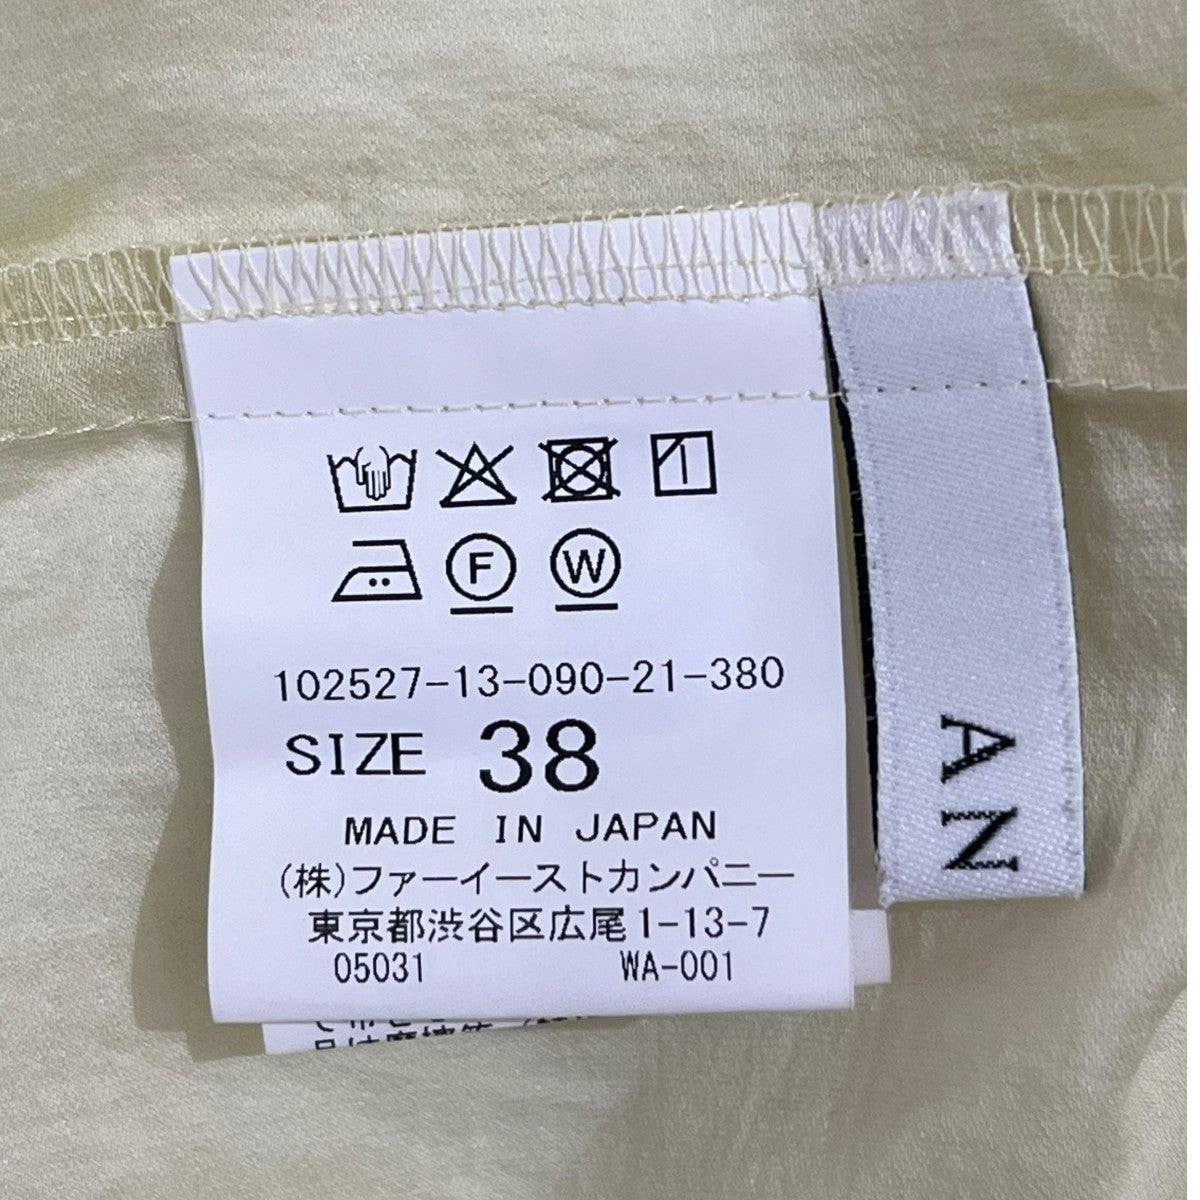 F W
102527-13-090-21-380
SIZE 38
MADE IN JAPAN
(株)ファーイーストカンパニー
東京都渋谷区広尾1-13-7
05031 WA-001
AN